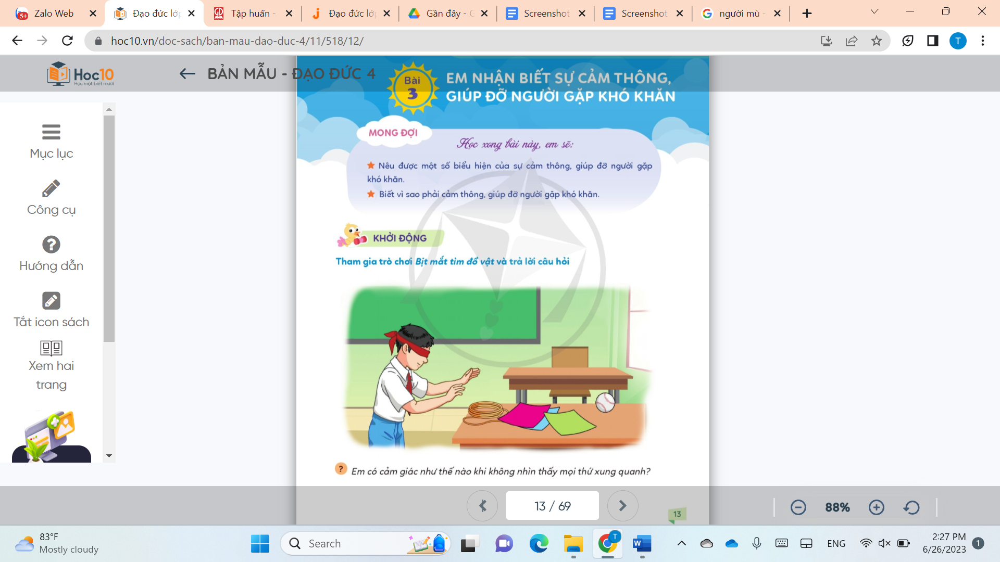 Zalo Web
Đạo đức lớp
Tập huấn -
Đạo đức lớp
Gần đây - G
Screenshot
Screenshot
người mù -
5+
hoc10.vn/doc-sach/ban-mau-dao-duc-4/11/518/12/
T
Hoc10
Học một biết mười
BẢN MẪU - ĐẠO ĐỨC 4
Bài
3
EM NHẬN BIẾT SỰ CẢM THÔNG,
GIÚP ĐỠ NGƯỜI GẶP KHÓ KHĂN
Mục lục
Công cụ
Hướng dẫn
Tắt icon sách
Xem hai
trang
MONG ĐỢI
Học xong bài này, em sẽ:
Nêu được một số biểu hiện của sự cảm thông, giúp đỡ người gặp
khó khăn.
Biết vì sao phải cảm thông, giúp đỡ người gặp khó khăn.
KHỞI ĐỘNG
Tham gia trò chơi Bịt mắt tìm đồ vật và trả lời câu hỏi
? Em có cảm giác như thế nào khi không nhìn thấy mọi thứ xung quanh?
13 / 69
13
88%
83°F
Mostly cloudy
Search
T
W
ENG
2:27 PM
6/26/2023
1